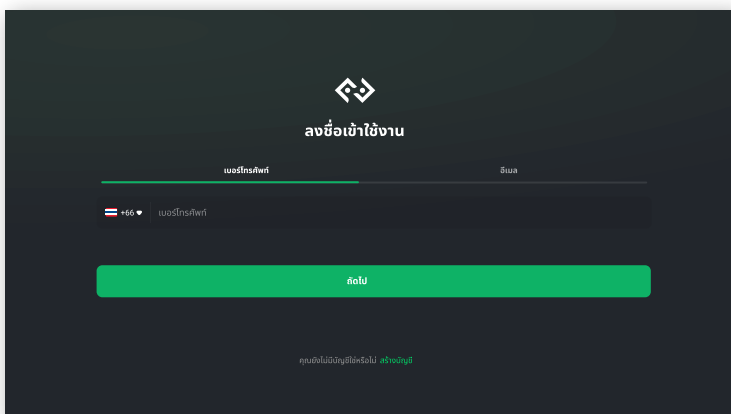 ลงชื่อเข้าใช้งาน
เบอร์โทรศัพท์ อีเมล
+66 เบอร์โทรศัพท์
ถัดไป
คุณยังไม่มีบัญชีใช่หรือไม่ สร้างบัญชี